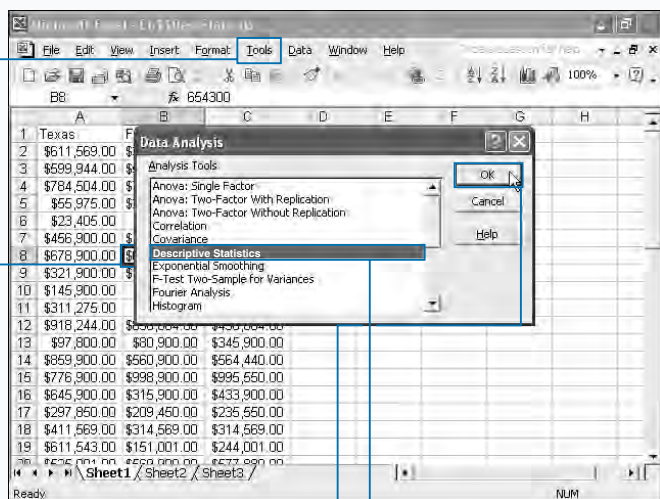 File Edit View Insert Format Tools Data Window Help
100%
B8 fx 654300
A B C D E F G H
1 Texas F
2 $611,569.00 $
3 $599,944.00 $
4 $784,504.00 $
5 $55,975.00 $
6 $23,405.00
7 $456,900.00 $
8 $678,900.00
9 $321,900.00 $
10 $145,900.00
11 $311,275.00
12 $918,244.00
13 $97,800.00 $80,900.00 $345,900.00
14 $859,900.00 $560,900.00 $564,440.00
15 $776,900.00 $998,900.00 $995,550.00
16 $645,900.00 $315,900.00 $433,900.00
17 $297,850.00 $209,450.00 $235,550.00
18 $411,569.00 $314,569.00 $314,569.00
19 $611,543.00 $151,001.00 $244,001.00
Data Analysis
Analysis Tools
Anova: Single Factor
Anova: Two-Factor With Replication
Anova: Two-Factor Without Replication
Correlation
Covariance
Descriptive Statistics
Exponential Smoothing
F-Test Two-Sample for Variances
Fourier Analysis
Histogram
OK
Cancel
Help
Sheet1 Sheet2 Sheet3
Ready NUM